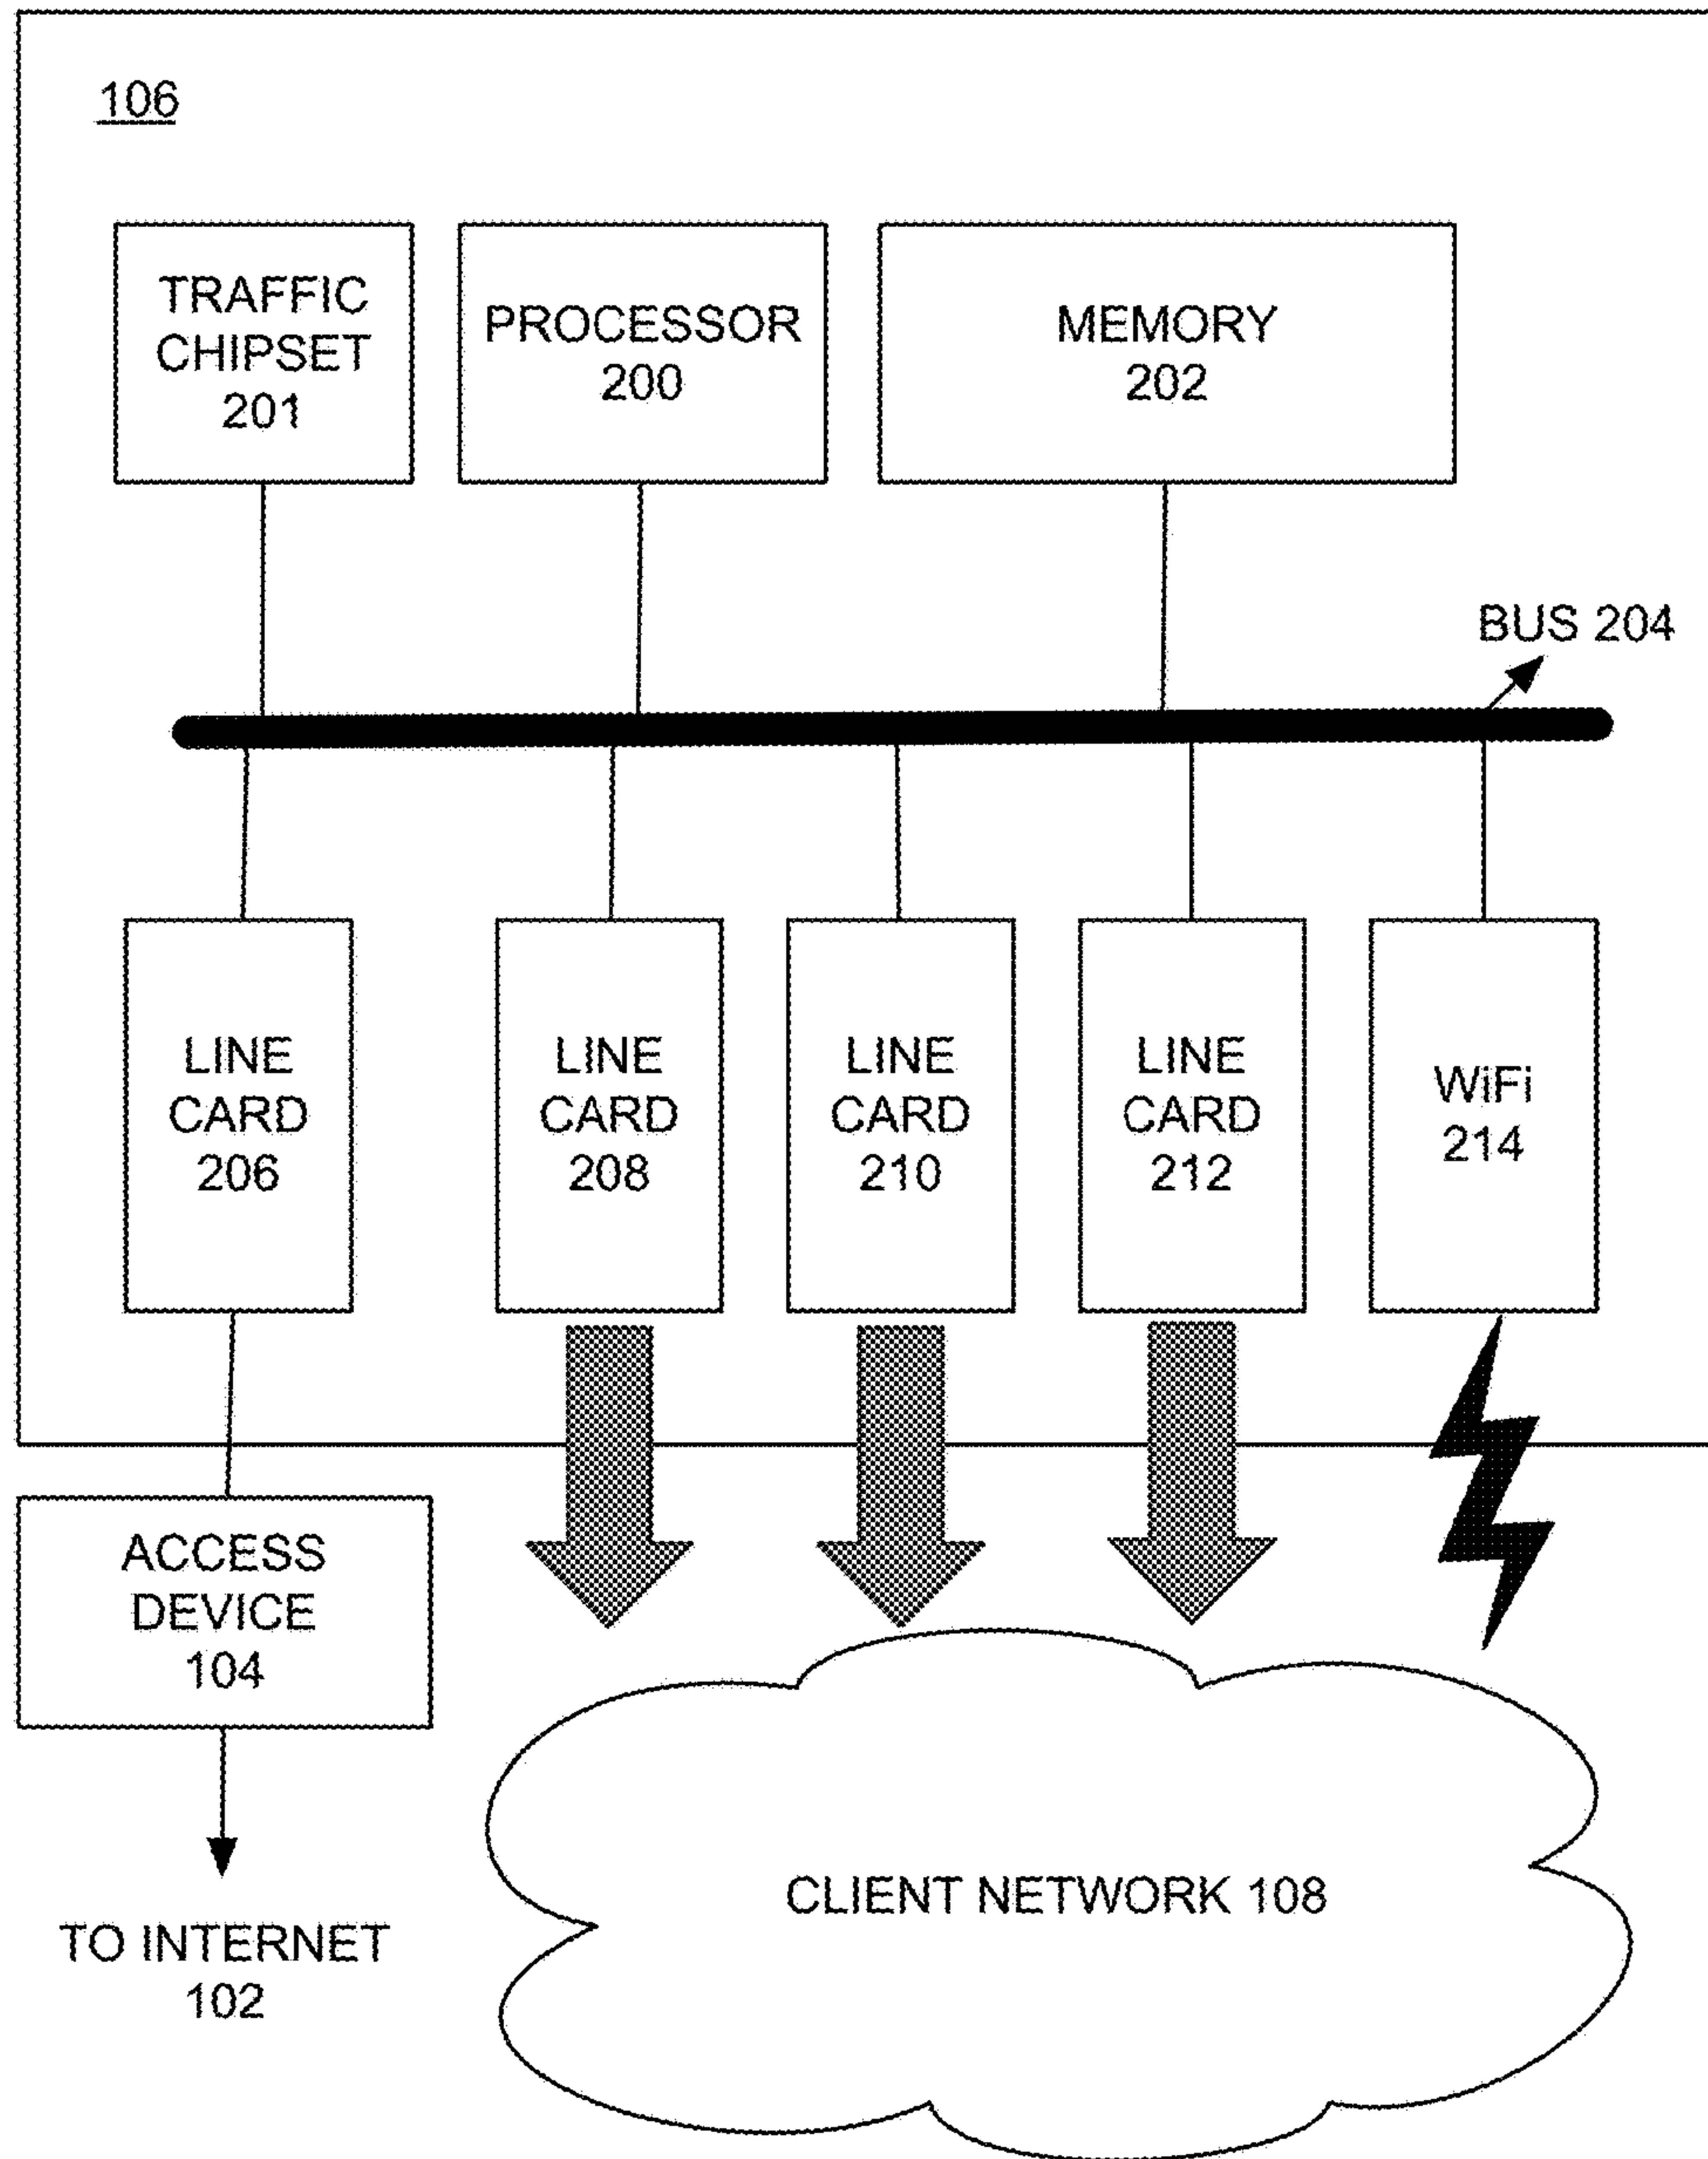 106
TRAFFIC
CHIPSET
201
PROCESSOR
200
MEMORY
202
BUS 204
LINE
CARD
206
LINE
CARD
208
LINE
CARD
210
LINE
CARD
212
WiFi
214
ACCESS
DEVICE
104
TO INTERNET
102
CLIENT NETWORK 108